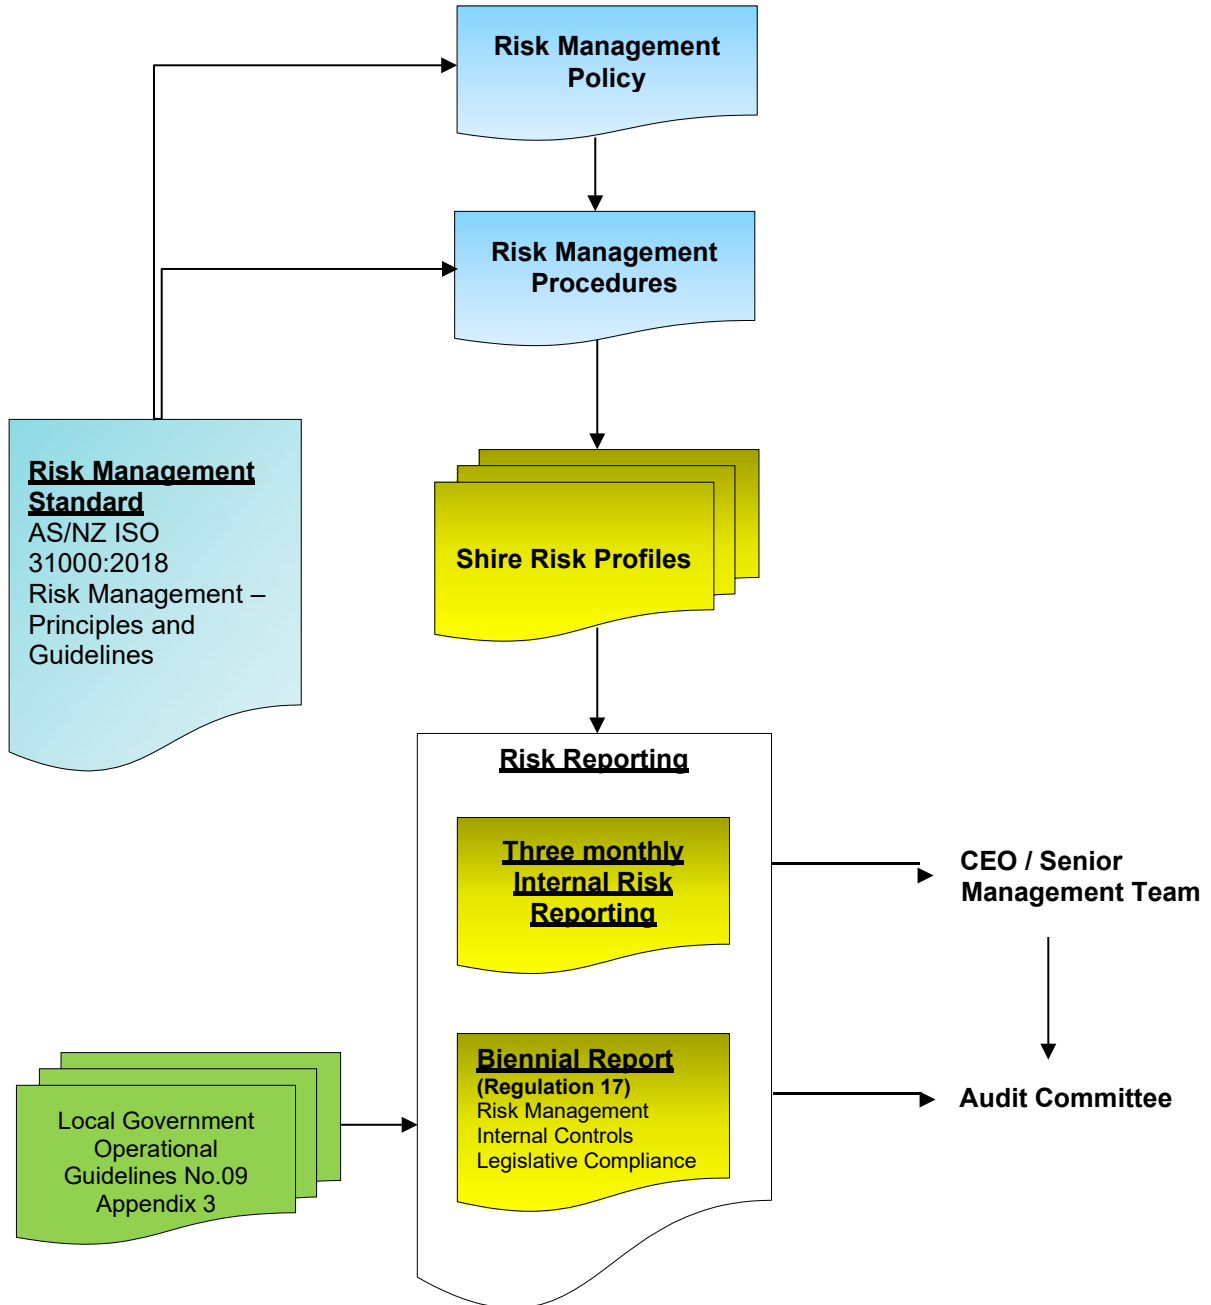 Risk Management
Policy
Risk Management
Procedures
Risk Management
Standard
AS/NZ ISO
31000:2018
Risk Management –
Principles and
Guidelines
Shire Risk Profiles
Risk Reporting
Three monthly
Internal Risk
Reporting
CEO / Senior
Management Team
Biennial Report
(Regulation 17)
Risk Management
Internal Controls
Legislative Compliance
Audit Committee
Local Government
Operational
Guidelines No.09
Appendix 3